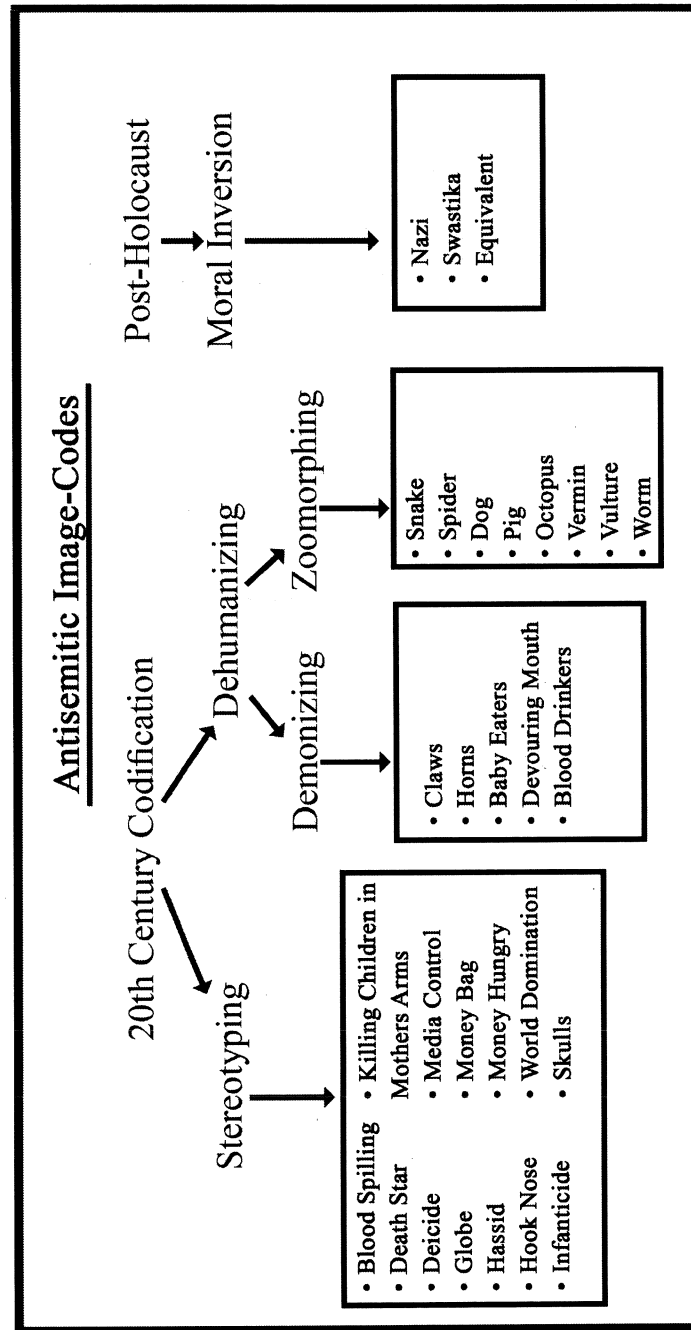 Antisemitic Image-Codes
20th Century Codification
Post-Holocaust
Stereotyping
Dehumanizing
Moral Inversion
Demonizing
Zoomorphing
• Blood Spilling
• Death Star
• Deicide
• Globe
• Hassid
• Hook Nose
• Infanticide
• Killing Children in
Mothers Arms
• Media Control
• Money Bag
• Money Hungry
• World Domination
• Skulls
• Claws
• Horns
• Baby Eaters
• Devouring Mouth
• Blood Drinkers
• Snake
• Spider
• Dog
• Pig
• Octopus
• Vermin
• Vulture
• Worm
• Nazi
• Swastika
• Equivalent